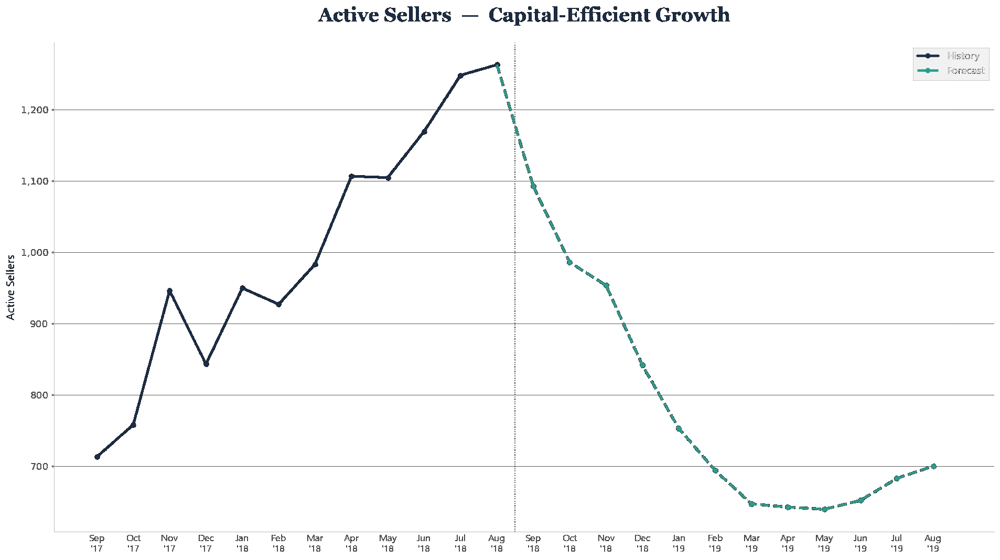 Active Sellers — Capital-Efficient Growth
History
Forecast
Active Sellers
1,200
1,100
1,000
900
800
700
Sep Oct Nov Dec Jan Feb Mar Apr May Jun Jul Aug Sep Oct Nov Dec Jan Feb Mar Apr May Jun Jul Aug
'17 '17 '17 '17 '18 '18 '18 '18 '18 '18 '18 '18 '18 '18 '18 '18 '19 '19 '19 '19 '19 '19 '19 '19